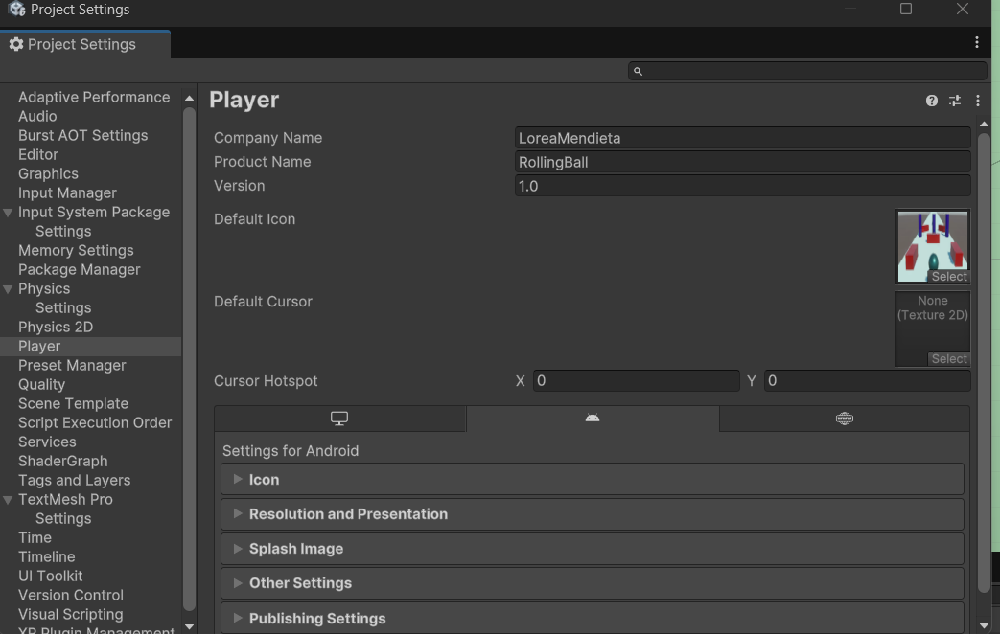 Project Settings
Project Settings
Adaptive Performance
Audio
Burst AOT Settings
Editor
Graphics
Input Manager
Input System Package
Settings
Memory Settings
Package Manager
Physics
Settings
Physics 2D
Player
Preset Manager
Quality
Scene Template
Script Execution Order
Services
ShaderGraph
Tags and Layers
TextMesh Pro
Settings
Time
Timeline
UI Toolkit
Version Control
Visual Scripting
XR Plugin Management
Player
Company Name LoreaMendieta
Product Name RollingBall
Version 1.0
Default Icon
Select
Default Cursor
None
(Texture 2D)
Select
Cursor Hotspot X 0 Y 0
Settings for Android
Icon
Resolution and Presentation
Splash Image
Other Settings
Publishing Settings